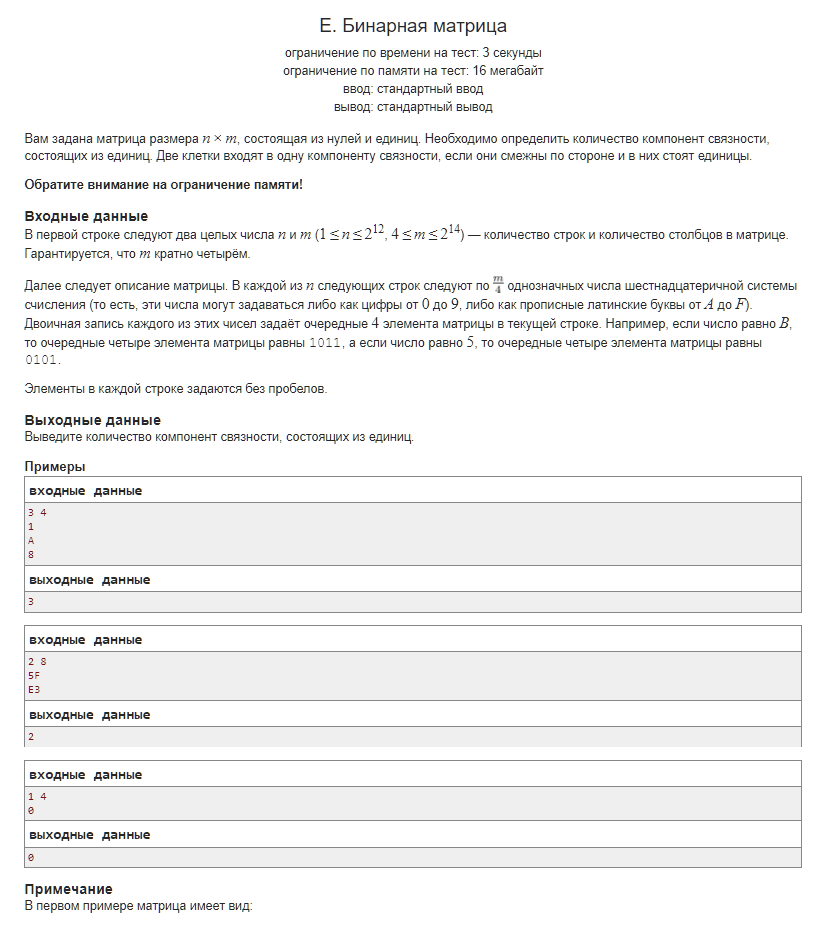 E. Бинарная матрица
ограничение по времени на тест: 3 секунды
ограничение по памяти на тест: 16 мегабайт
ввод: стандартный ввод
вывод: стандартный вывод
Вам задана матрица размера n × m, состоящая из нулей и единиц. Необходимо определить количество компонент связности,
состоящих из единиц. Две клетки входят в одну компоненту связности, если они смежны по стороне и в них стоят единицы.
Обратите внимание на ограничение памяти!
Входные данные
В первой строке следуют два целых числа n и m (1 ≤ n ≤ 2^12, 4 ≤ m ≤ 2^14) — количество строк и количество столбцов в матрице.
Гарантируется, что m кратно четырём.
Далее следует описание матрицы. В каждой из n следующих строк следуют по m/4 однозначных числа шестнадцатеричной системы
счисления (то есть, эти числа могут задаваться либо как цифры от 0 до 9, либо как прописные латинские буквы от A до F).
Двоичная запись каждого из этих чисел задаёт очередные 4 элемента матрицы в текущей строке. Например, если число равно B,
то очередные четыре элемента матрицы равны 1011, а если число равно 5, то очередные четыре элемента матрицы равны
0101.
Элементы в каждой строке задаются без пробелов.
Выходные данные
Выведите количество компонент связности, состоящих из единиц.
Примеры
входные данные
3 4
1
A
8
выходные данные
3
входные данные
2 8
5F
E3
выходные данные
2
входные данные
1 4
0
выходные данные
0
Примечание
В первом примере матрица имеет вид: